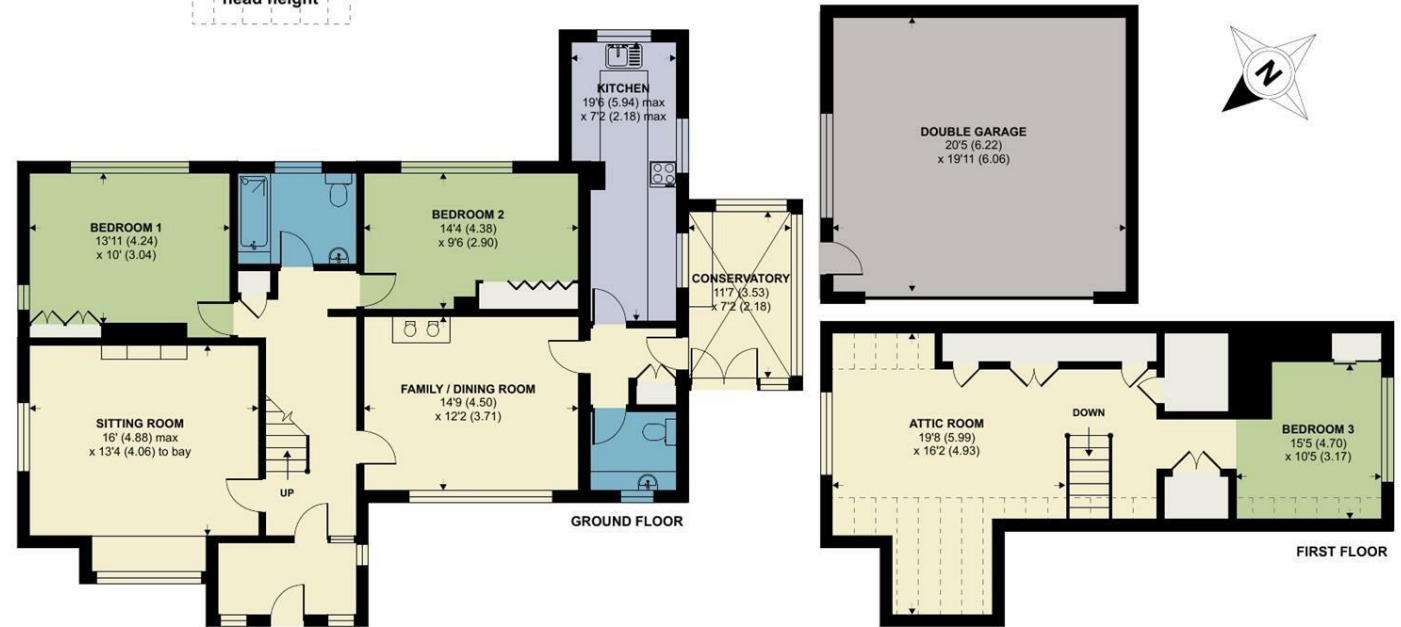 head height
KITCHEN
19'6 (5.94) max
x 7'2 (2.18) max
N
DOUBLE GARAGE
20'5 (6.22)
x 19'11 (6.06)
BEDROOM 1
13'11 (4.24)
x 10' (3.04)
BEDROOM 2
14'4 (4.38)
x 9'6 (2.90)
CONSERVATORY
11'7 (3.53)
x 7'2 (2.18)
FAMILY / DINING ROOM
14'9 (4.50)
x 12'2 (3.71)
SITTING ROOM
16' (4.88) max
x 13'4 (4.06) to bay
UP
GROUND FLOOR
ATTIC ROOM
19'8 (5.99)
x 16'2 (4.93)
DOWN
BEDROOM 3
15'5 (4.70)
x 10'5 (3.17)
FIRST FLOOR